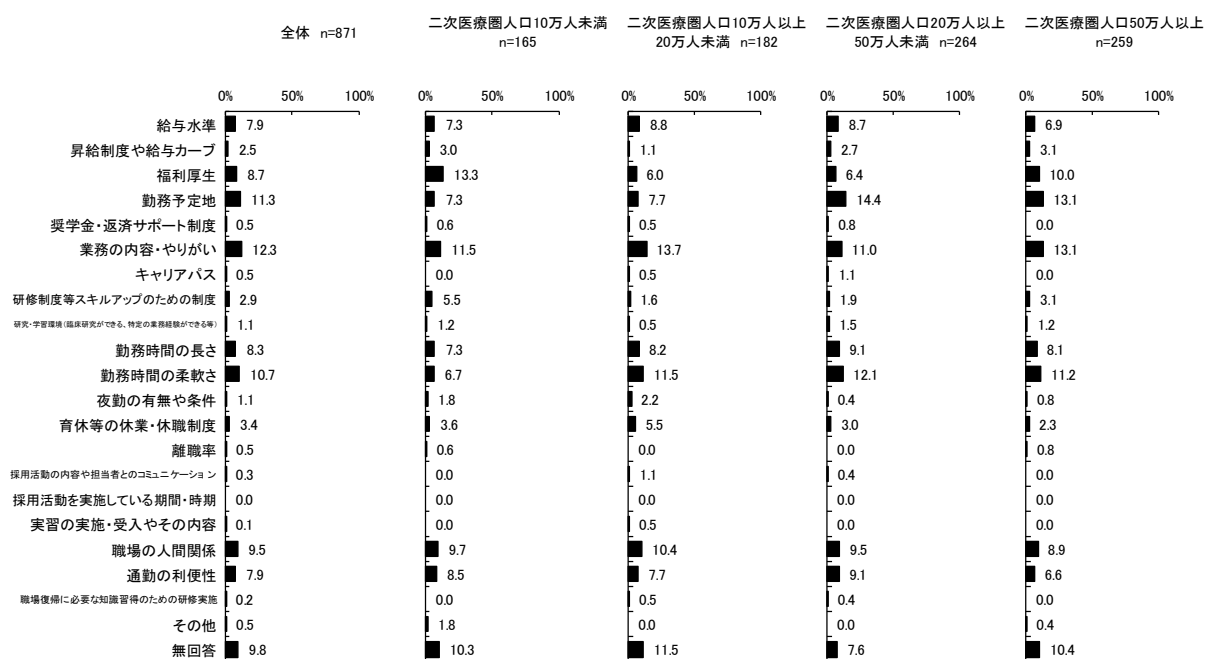 全体 n=871
二次医療圏人口10万人未満
n=165
二次医療圏人口10万人以上
20万人未満 n=182
二次医療圏人口20万人以上
50万人未満 n=264
二次医療圏人口50万人以上
n=259
0% 50% 100% 0% 50% 100% 0% 50% 100% 0% 50% 100% 0% 50% 100%
給与水準 7.9 7.3 8.8 8.7 6.9
昇給制度や給与カーブ 2.5 3.0 1.1 2.7 3.1
福利厚生 8.7 13.3 6.0 6.4 10.0
勤務予定地 11.3 7.3 7.7 14.4 13.1
奨学金・返済サポート制度 0.5 0.6 0.5 0.8 0.0
業務の内容・やりがい 12.3 11.5 13.7 11.0 13.1
キャリアパス 0.5 0.0 0.5 1.1 0.0
研修制度等スキルアップのための制度 2.9 5.5 1.6 1.9 3.1
研究・学習環境(臨床研究ができる、特定の業務経験ができる等) 1.1 1.2 0.5 1.5 1.2
勤務時間の長さ 8.3 7.3 8.2 9.1 8.1
勤務時間の柔軟さ 10.7 6.7 11.5 12.1 11.2
夜勤の有無や条件 1.1 1.8 2.2 0.4 0.8
育休等の休業・休職制度 3.4 3.6 5.5 3.0 2.3
離職率 0.5 0.6 0.0 0.0 0.8
採用活動の内容や担当者とのコミュニケーション 0.3 0.0 1.1 0.4 0.0
採用活動を実施している期間・時期 0.0 0.0 0.0 0.0 0.0
実習の実施・受入やその内容 0.1 0.0 0.5 0.0 0.0
職場の人間関係 9.5 9.7 10.4 9.5 8.9
通勤の利便性 7.9 8.5 7.7 9.1 6.6
職場復帰に必要な知識習得のための研修実施 0.2 0.0 0.5 0.4 0.0
その他 0.5 1.8 0.0 0.0 0.4
無回答 9.8 10.3 11.5 7.6 10.4